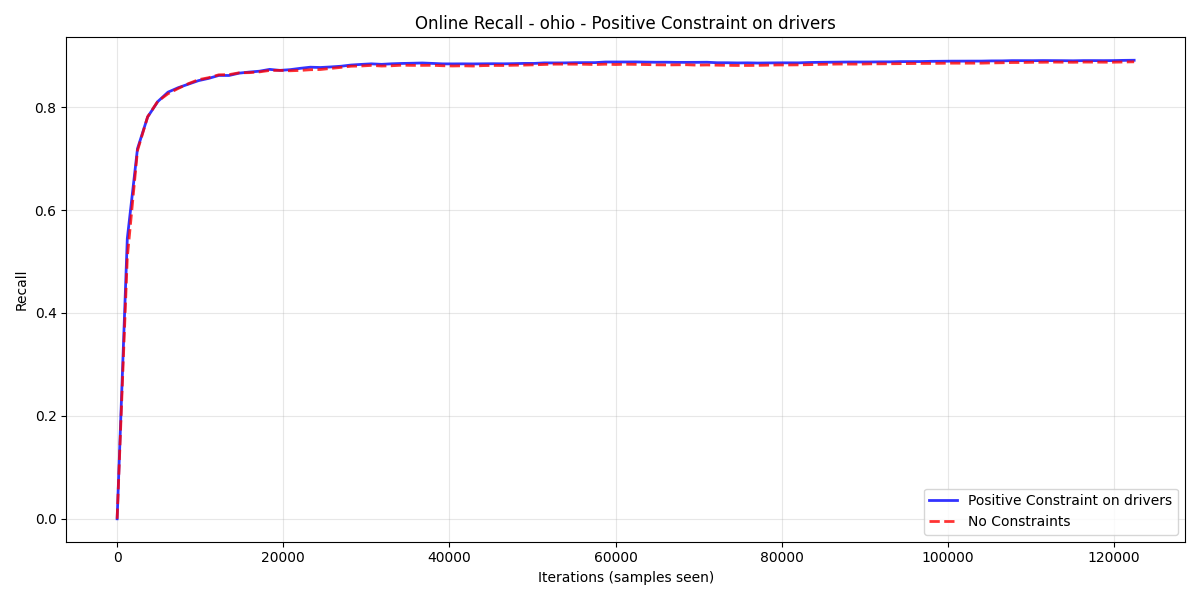 Online Recall - ohio - Positive Constraint on drivers
Recall
0.8
0.6
0.4
0.2
0.0
0 20000 40000 60000 80000 100000 120000
Iterations (samples seen)
Positive Constraint on drivers
No Constraints